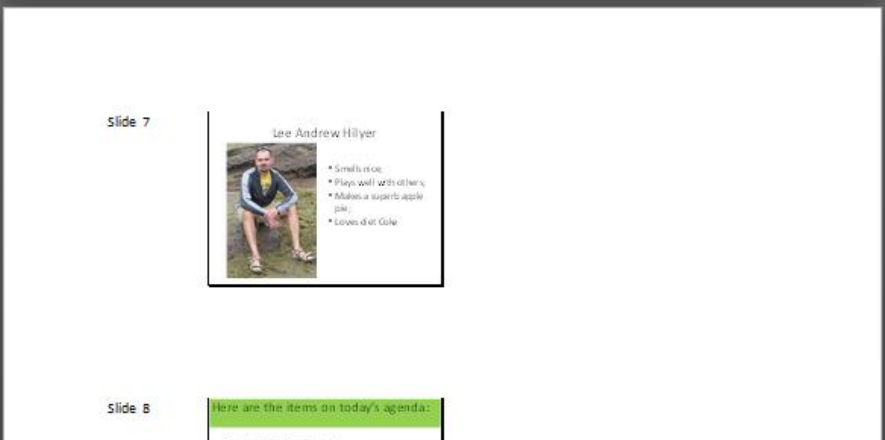 Slide 7
Lee Andrew Hilyer
▪ Smells nice;
▪ Plays well with others;
▪ Makes a superb apple
pie;
▪ Loves diet Coke
Slide 8
Here are the items on today's agenda: